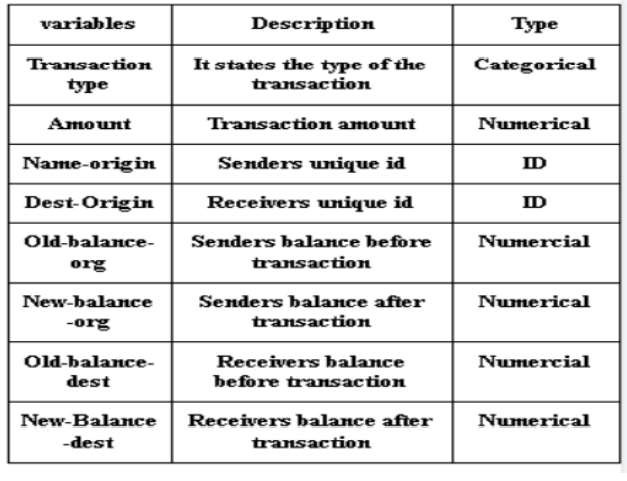 variables Description Type
Transaction It states the type of the Categorical
type transaction
Amount Transaction amount Numerical
Name-origin Senders unique id ID
Dest-Origin Receivers unique id ID
Old-balance- Senders balance before Numercial
org transaction
New-balance Senders balance after Numerical
-org transaction
Old-balance- Receivers balance Numercial
dest before transaction
New-Balance Receivers balance after Numerical
-dest transaction